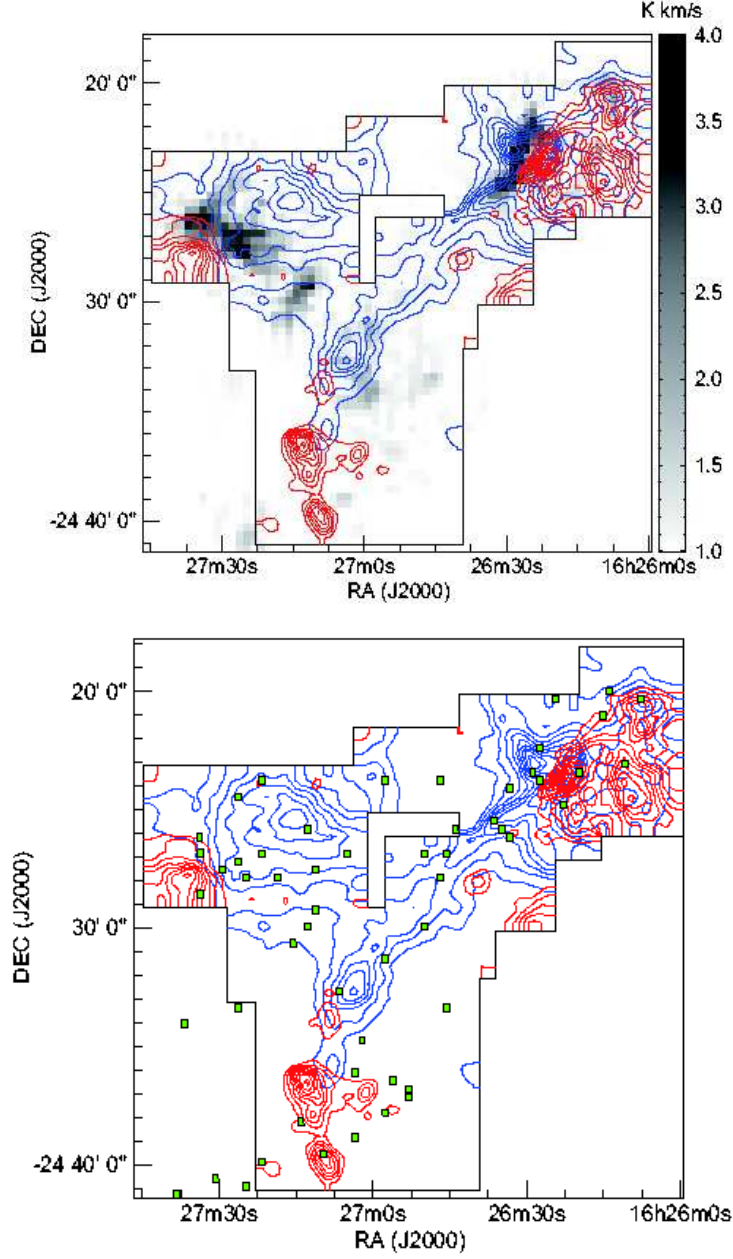 K km/s
4.0
20' 0"
3.5
3.0
DEC (J2000)
30' 0"
2.5
2.0
1.5
-24 40' 0"
1.0
27m30s
27m0s
26m30s
16h26m0s
RA (J2000)
20' 0"
DEC (J2000)
30' 0"
-24 40' 0"
27m30s
27m0s
26m30s
16h26m0s
RA (J2000)